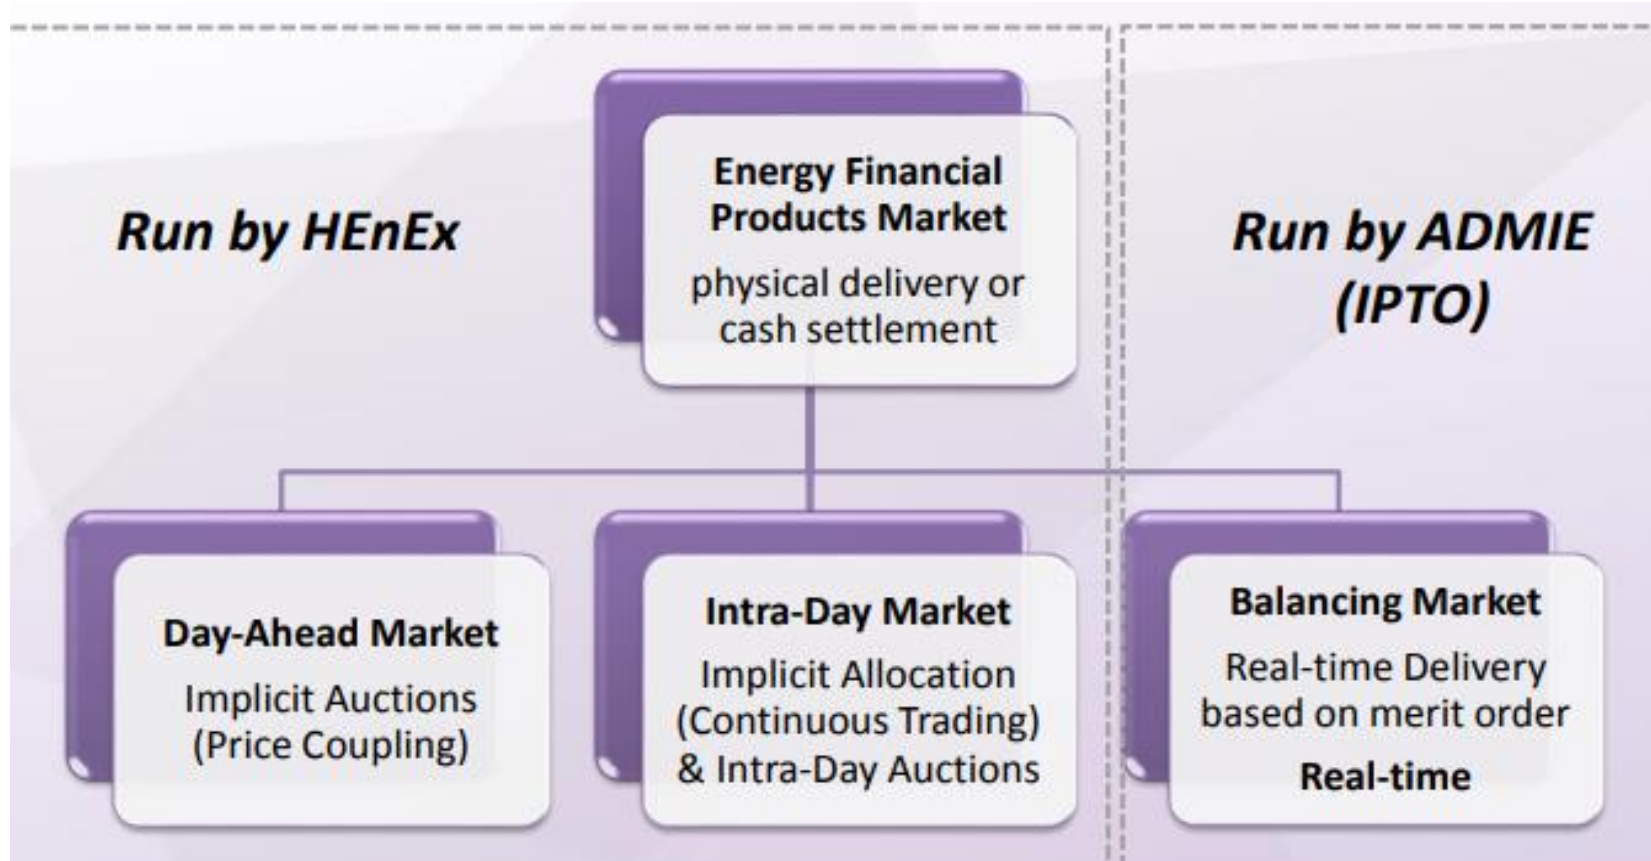 Run by HEnEx
Energy Financial
Products Market
physical delivery or
cash settlement
Run by ADMIE
(IPTO)
Day-Ahead Market
Implicit Auctions
(Price Coupling)
Intra-Day Market
Implicit Allocation
(Continuous Trading)
& Intra-Day Auctions
Balancing Market
Real-time Delivery
based on merit order
Real-time